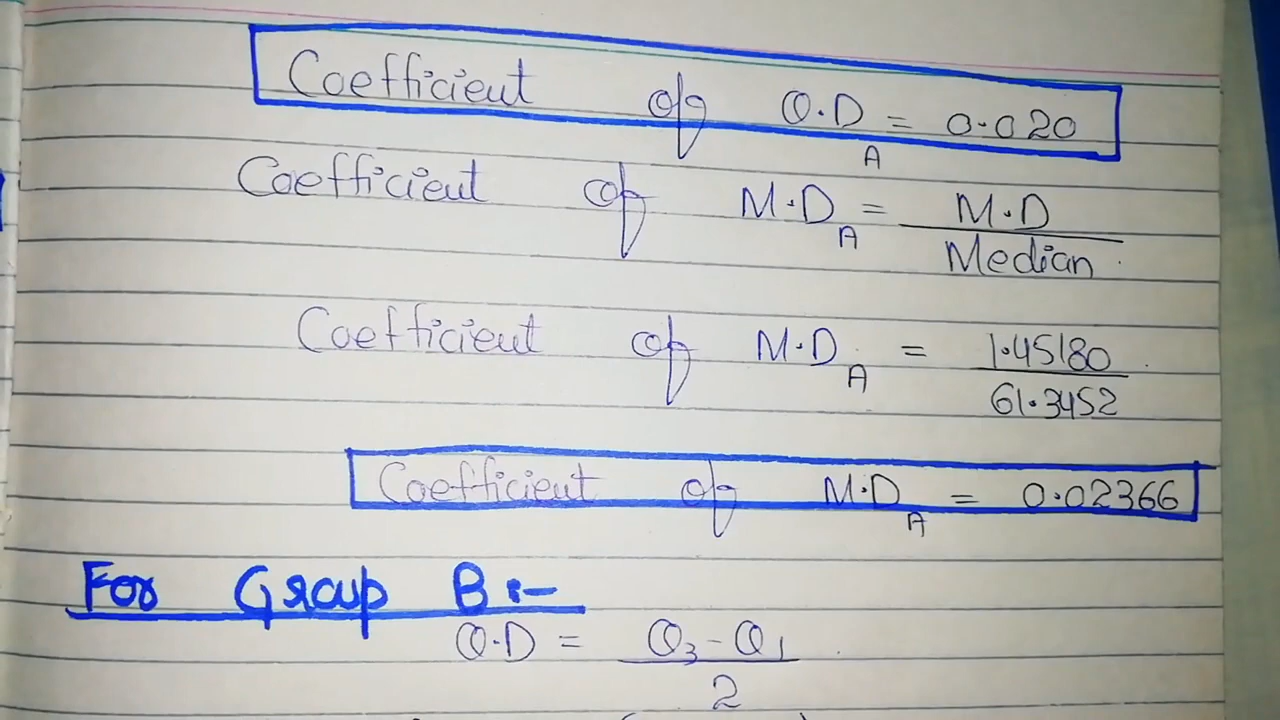 Coefficient of Q.D_A = 0.020
Coefficient of M.D_A = M.D / Median
Coefficient of M.D_A = 1.45180 / 61.3452
Coefficient of M.D_A = 0.02366
For Group B :-
Q.D = Q₃ - Q₁ / 2